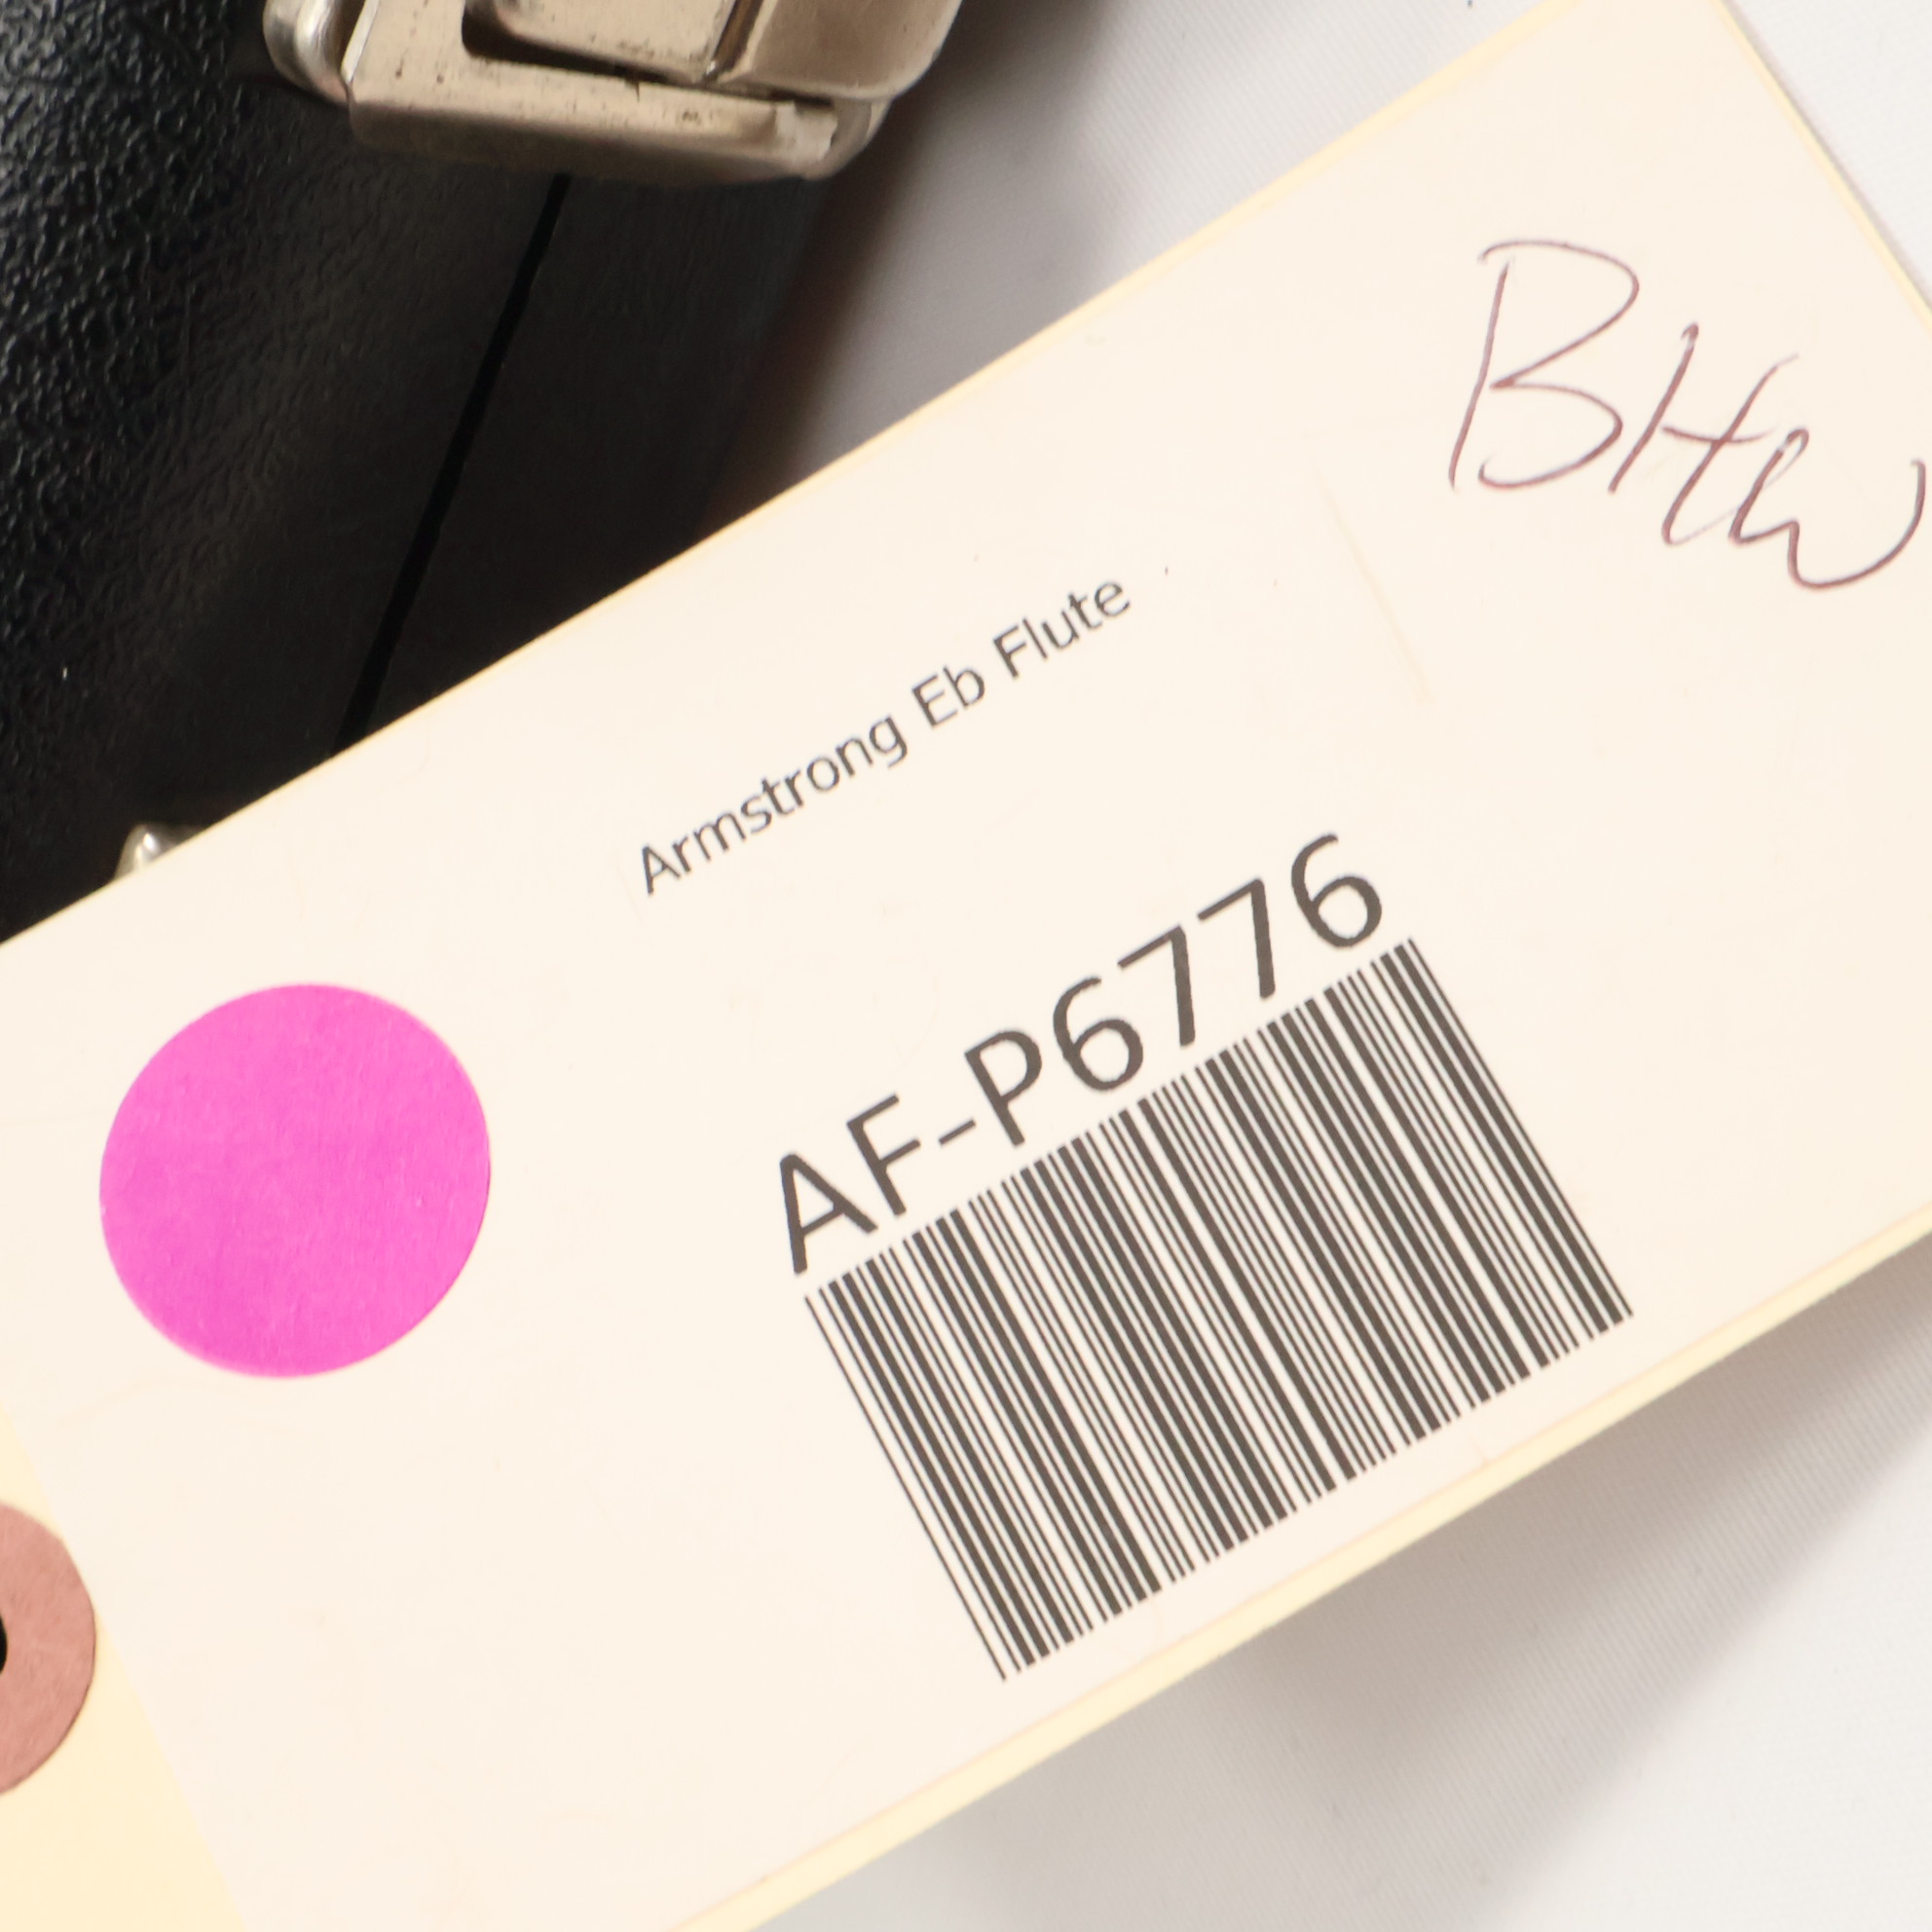 BHW
Armstrong Eb Flute
AF-P6776